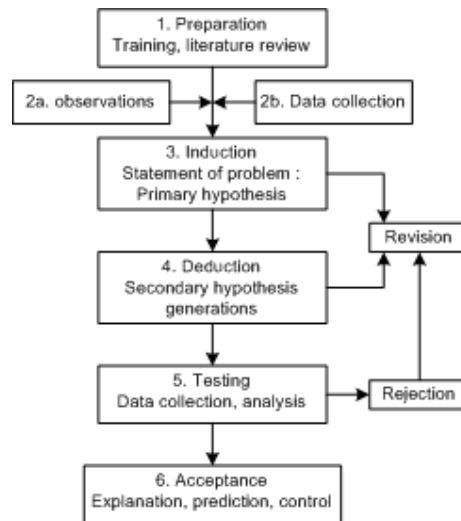 1. Preparation
Training, literature review
2a. observations
2b. Data collection
3. Induction
Statement of problem :
Primary hypothesis
Revision
4. Deduction
Secondary hypothesis
generations
5. Testing
Data collection, analysis
Rejection
6. Acceptance
Explanation, prediction, control